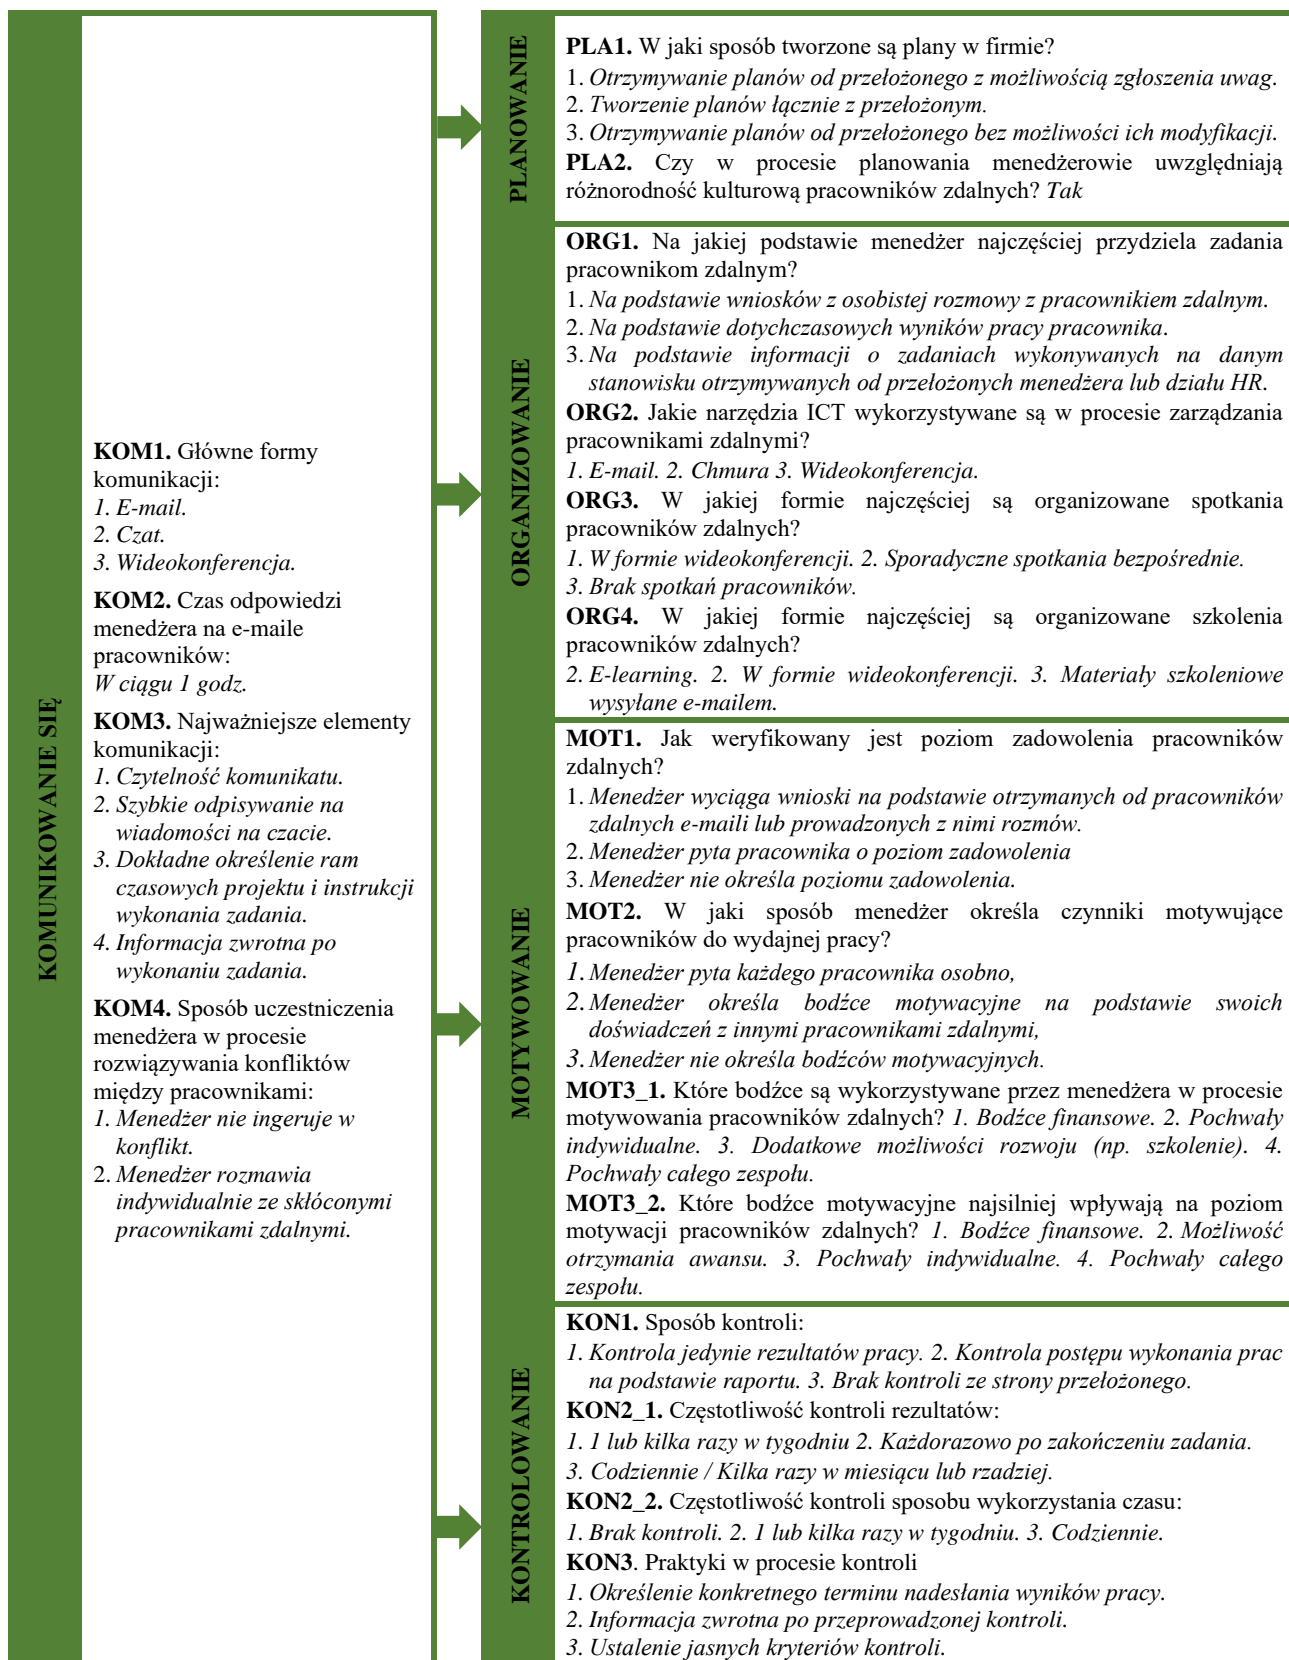 KOMUNIKOWANIE SIĘ
KOM1. Główne formy
komunikacji:
1. E-mail.
2. Czat.
3. Wideokonferencja.
KOM2. Czas odpowiedzi
menedżera na e-maile
pracowników:
W ciągu 1 godz.
KOM3. Najważniejsze elementy
komunikacji:
1. Czytelność komunikatu.
2. Szybkie odpisywanie na
wiadomości na czacie.
3. Dokładne określenie ram
czasowych projektu i instrukcji
wykonania zadania.
4. Informacja zwrotna po
wykonaniu zadania.
KOM4. Sposób uczestniczenia
menedżera w procesie
rozwiązywania konfliktów
między pracownikami:
1. Menedżer nie ingeruje w
konflikt.
2. Menedżer rozmawia
indywidualnie ze skłóconymi
pracownikami zdalnymi.
PLANOWANIE
PLA1. W jaki sposób tworzone są plany w firmie?
1. Otrzymywanie planów od przełożonego z możliwością zgłoszenia uwag.
2. Tworzenie planów łącznie z przełożonym.
3. Otrzymywanie planów od przełożonego bez możliwości ich modyfikacji.
PLA2. Czy w procesie planowania menedżerowie uwzględniają
różnorodność kulturową pracowników zdalnych? Tak
ORGANIZOWANIE
ORG1. Na jakiej podstawie menedżer najczęściej przydziela zadania
pracownikom zdalnym?
1. Na podstawie wniosków z osobistej rozmowy z pracownikiem zdalnym.
2. Na podstawie dotychczasowych wyników pracy pracownika.
3. Na podstawie informacji o zadaniach wykonywanych na danym
stanowisku otrzymywanych od przełożonych menedżera lub działu HR.
ORG2. Jakie narzędzia ICT wykorzystywane są w procesie zarządzania
pracownikami zdalnymi?
1. E-mail. 2. Chmura 3. Wideokonferencja.
ORG3. W jakiej formie najczęściej są organizowane spotkania
pracowników zdalnych?
1. W formie wideokonferencji. 2. Sporadyczne spotkania bezpośrednie.
3. Brak spotkań pracowników.
ORG4. W jakiej formie najczęściej są organizowane szkolenia
pracowników zdalnych?
2. E-learning. 2. W formie wideokonferencji. 3. Materiały szkoleniowe
wysyłane e-mailem.
MOTYWOWANIE
MOT1. Jak weryfikowany jest poziom zadowolenia pracowników
zdalnych?
1. Menedżer wyciąga wnioski na podstawie otrzymanych od pracowników
zdalnych e-maili lub prowadzonych z nimi rozmów.
2. Menedżer pyta pracownika o poziom zadowolenia
3. Menedżer nie określa poziomu zadowolenia.
MOT2. W jaki sposób menedżer określa czynniki motywujące
pracowników do wydajnej pracy?
1. Menedżer pyta każdego pracownika osobno,
2. Menedżer określa bodźce motywacyjne na podstawie swoich
doświadczeń z innymi pracownikami zdalnymi,
3. Menedżer nie określa bodźców motywacyjnych.
MOT3_1. Które bodźce są wykorzystywane przez menedżera w procesie
motywowania pracowników zdalnych? 1. Bodźce finansowe. 2. Pochwały
indywidualne. 3. Dodatkowe możliwości rozwoju (np. szkolenie). 4.
Pochwały całego zespołu.
MOT3_2. Które bodźce motywacyjne najsilniej wpływają na poziom
motywacji pracowników zdalnych? 1. Bodźce finansowe. 2. Możliwość
otrzymania awansu. 3. Pochwały indywidualne. 4. Pochwały całego
zespołu.
KONTROLOWANIE
KON1. Sposób kontroli:
1. Kontrola jedynie rezultatów pracy. 2. Kontrola postępu wykonania prac
na podstawie raportu. 3. Brak kontroli ze strony przełożonego.
KON2_1. Częstotliwość kontroli rezultatów:
1. 1 lub kilka razy w tygodniu 2. Każdorazowo po zakończeniu zadania.
3. Codziennie / Kilka razy w miesiącu lub rzadziej.
KON2_2. Częstotliwość kontroli sposobu wykorzystania czasu:
1. Brak kontroli. 2. 1 lub kilka razy w tygodniu. 3. Codziennie.
KON3. Praktyki w procesie kontroli
1. Określenie konkretnego terminu nadesłania wyników pracy.
2. Informacja zwrotna po przeprowadzonej kontroli.
3. Ustalenie jasnych kryteriów kontroli.